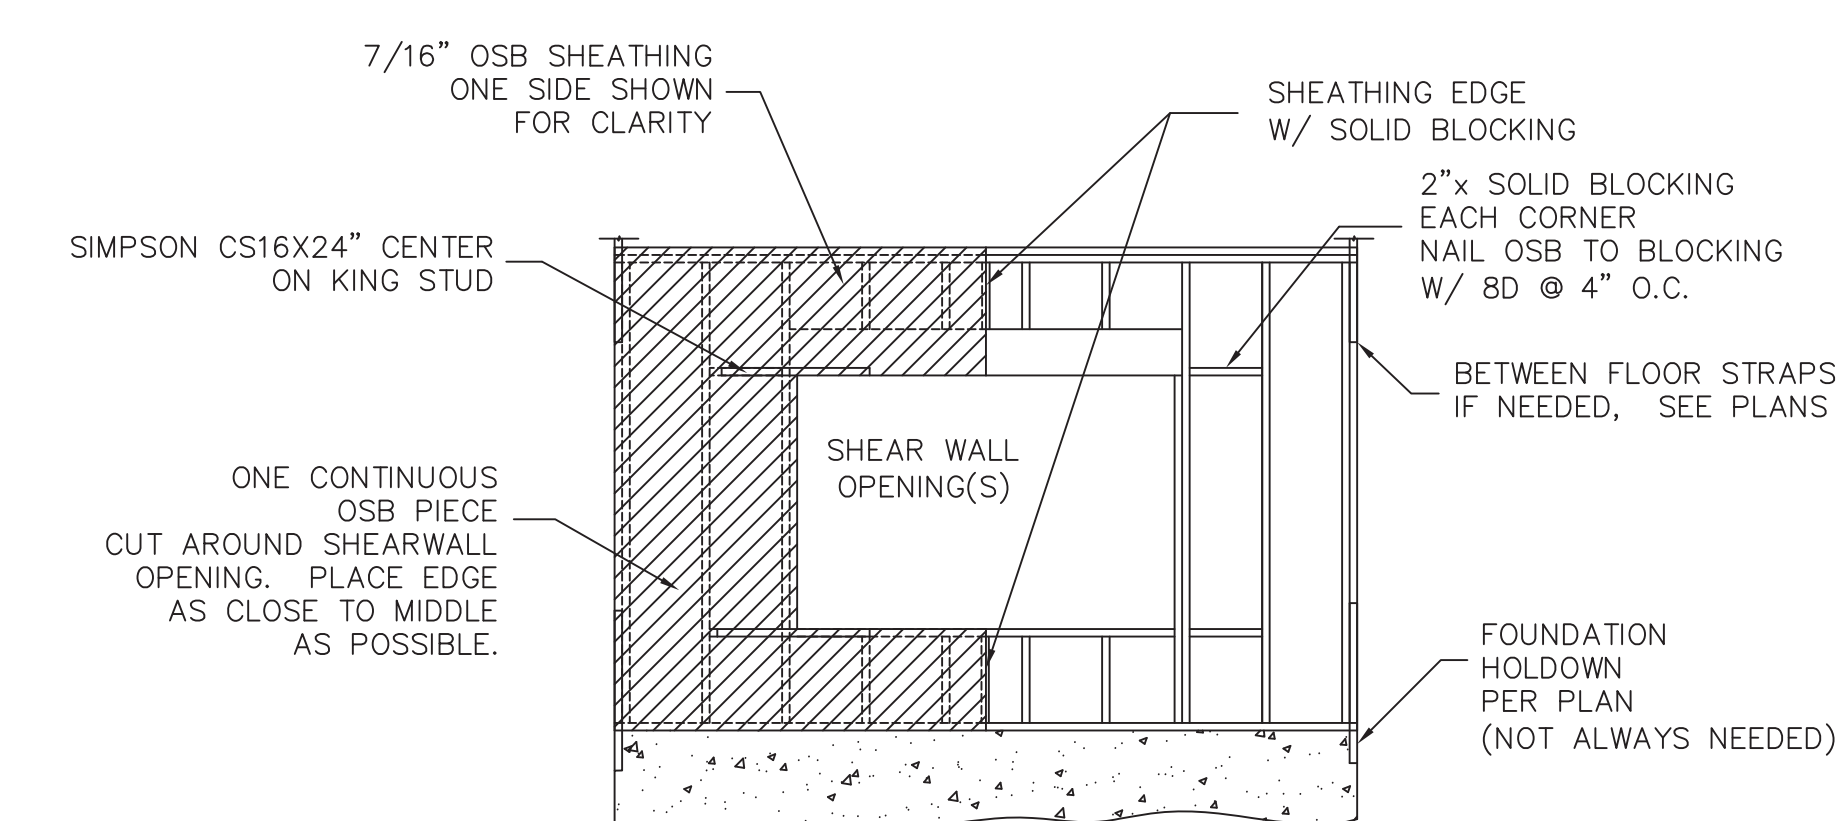 7/16” OSB SHEATHING
ONE SIDE SHOWN
FOR CLARITY
SHEATHING EDGE
W/ SOLID BLOCKING
2”x SOLID BLOCKING
EACH CORNER
NAIL OSB TO BLOCKING
W/ 8D @ 4” O.C.
SIMPSON CS16X24” CENTER
ON KING STUD
BETWEEN FLOOR STRAPS
IF NEEDED, SEE PLANS
SHEAR WALL
OPENING(S)
ONE CONTINUOUS
OSB PIECE
CUT AROUND SHEARWALL
OPENING. PLACE EDGE
AS CLOSE TO MIDDLE
AS POSSIBLE.
FOUNDATION
HOLDOWN
PER PLAN
(NOT ALWAYS NEEDED)